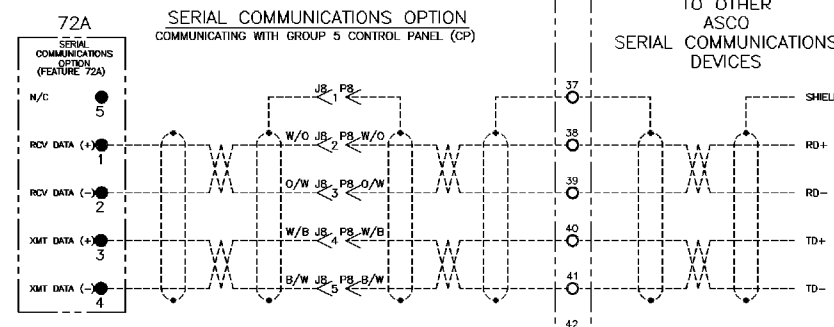 72A
SERIAL COMMUNICATIONS OPTION
COMMUNICATING WITH GROUP 5 CONTROL PANEL (CP)
TO OTHER
ASCO
SERIAL COMMUNICATIONS
DEVICES
SERIAL
COMMUNICATIONS
OPTION
(FEATURE 72A)
N/C
5
J8 P8
1
37
SHIELD
RCV DATA (+)
1
W/O J8 P8 W/O
2
38
RD+
RCV DATA (-)
2
O/W J8 P8 O/W
3
39
RD-
XMT DATA (+)
3
W/B J8 P8 W/B
4
40
TD+
XMT DATA (-)
4
B/W J8 P8 B/W
5
41
TD-
42